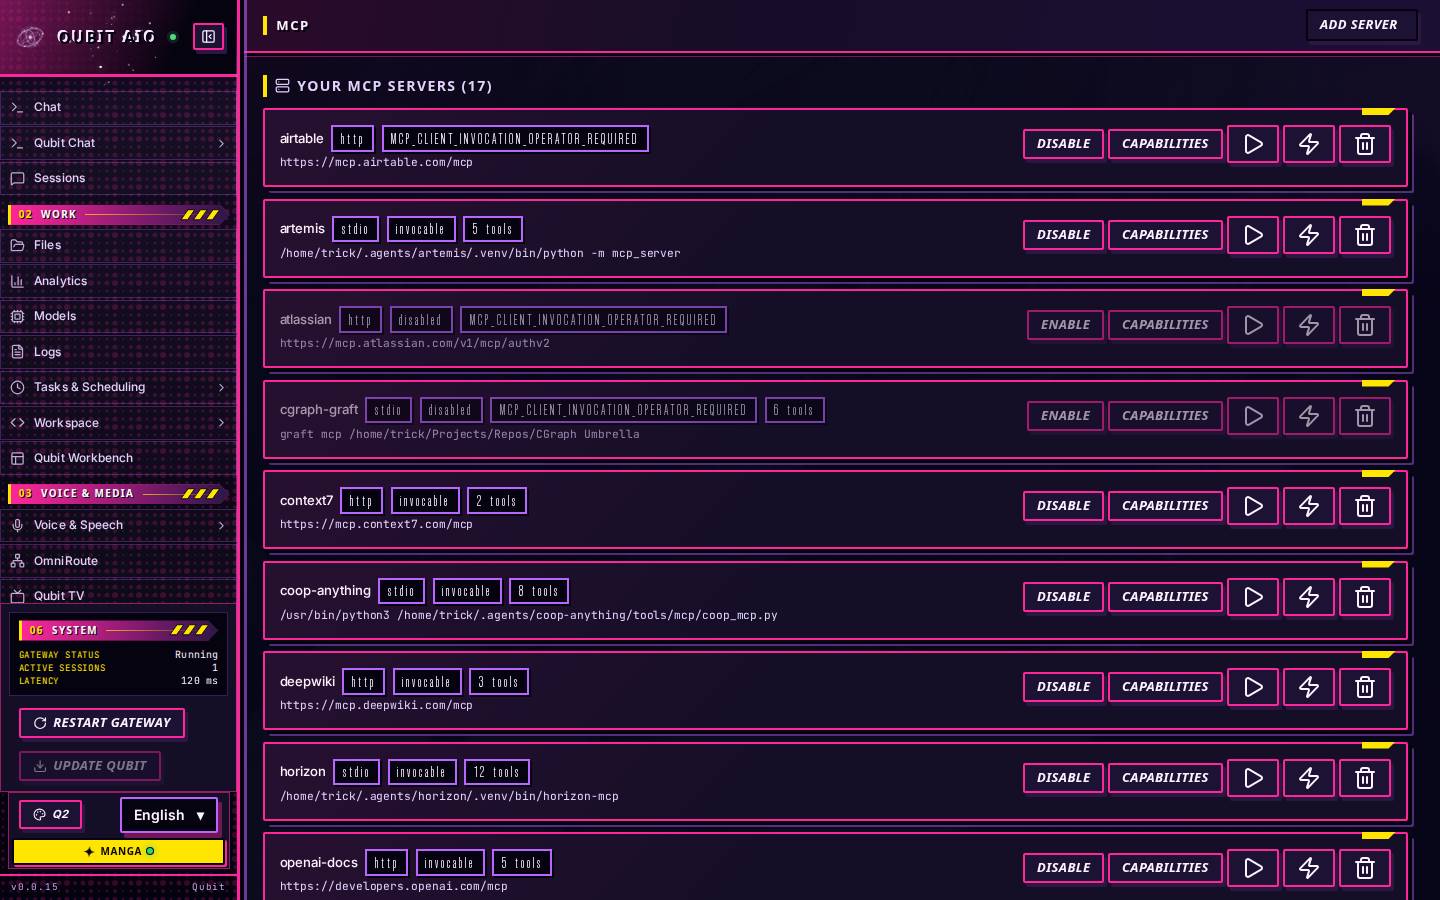 QUBIT AIO
Chat
Qubit Chat
Sessions
02 WORK
Files
Analytics
Models
Logs
Tasks & Scheduling
Workspace
Qubit Workbench
03 VOICE & MEDIA
Voice & Speech
OmniRoute
Qubit TV
06 SYSTEM
GATEWAY STATUS Running
ACTIVE SESSIONS 1
LATENCY 120 ms
RESTART GATEWAY
UPDATE QUBIT
Q2 English ▾
MANGA
v0.0.15 Qubit
MCP ADD SERVER
YOUR MCP SERVERS (17)
airtable http MCP_CLIENT_INVOCATION_OPERATOR_REQUIRED
https://mcp.airtable.com/mcp
DISABLE CAPABILITIES
artemis stdio invocable 5 tools
/home/trick/.agents/artemis/.venv/bin/python -m mcp_server
DISABLE CAPABILITIES
atlassian http disabled MCP_CLIENT_INVOCATION_OPERATOR_REQUIRED
https://mcp.atlassian.com/v1/mcp/authv2
ENABLE CAPABILITIES
cgraph-graft stdio disabled MCP_CLIENT_INVOCATION_OPERATOR_REQUIRED 6 tools
graft mcp /home/trick/Projects/Repos/CGraph Umbrella
ENABLE CAPABILITIES
context7 http invocable 2 tools
https://mcp.context7.com/mcp
DISABLE CAPABILITIES
coop-anything stdio invocable 8 tools
/usr/bin/python3 /home/trick/.agents/coop-anything/tools/mcp/coop_mcp.py
DISABLE CAPABILITIES
deepwiki http invocable 3 tools
https://mcp.deepwiki.com/mcp
DISABLE CAPABILITIES
horizon stdio invocable 12 tools
/home/trick/.agents/horizon/.venv/bin/horizon-mcp
DISABLE CAPABILITIES
openai-docs http invocable 5 tools
https://developers.openai.com/mcp
DISABLE CAPABILITIES